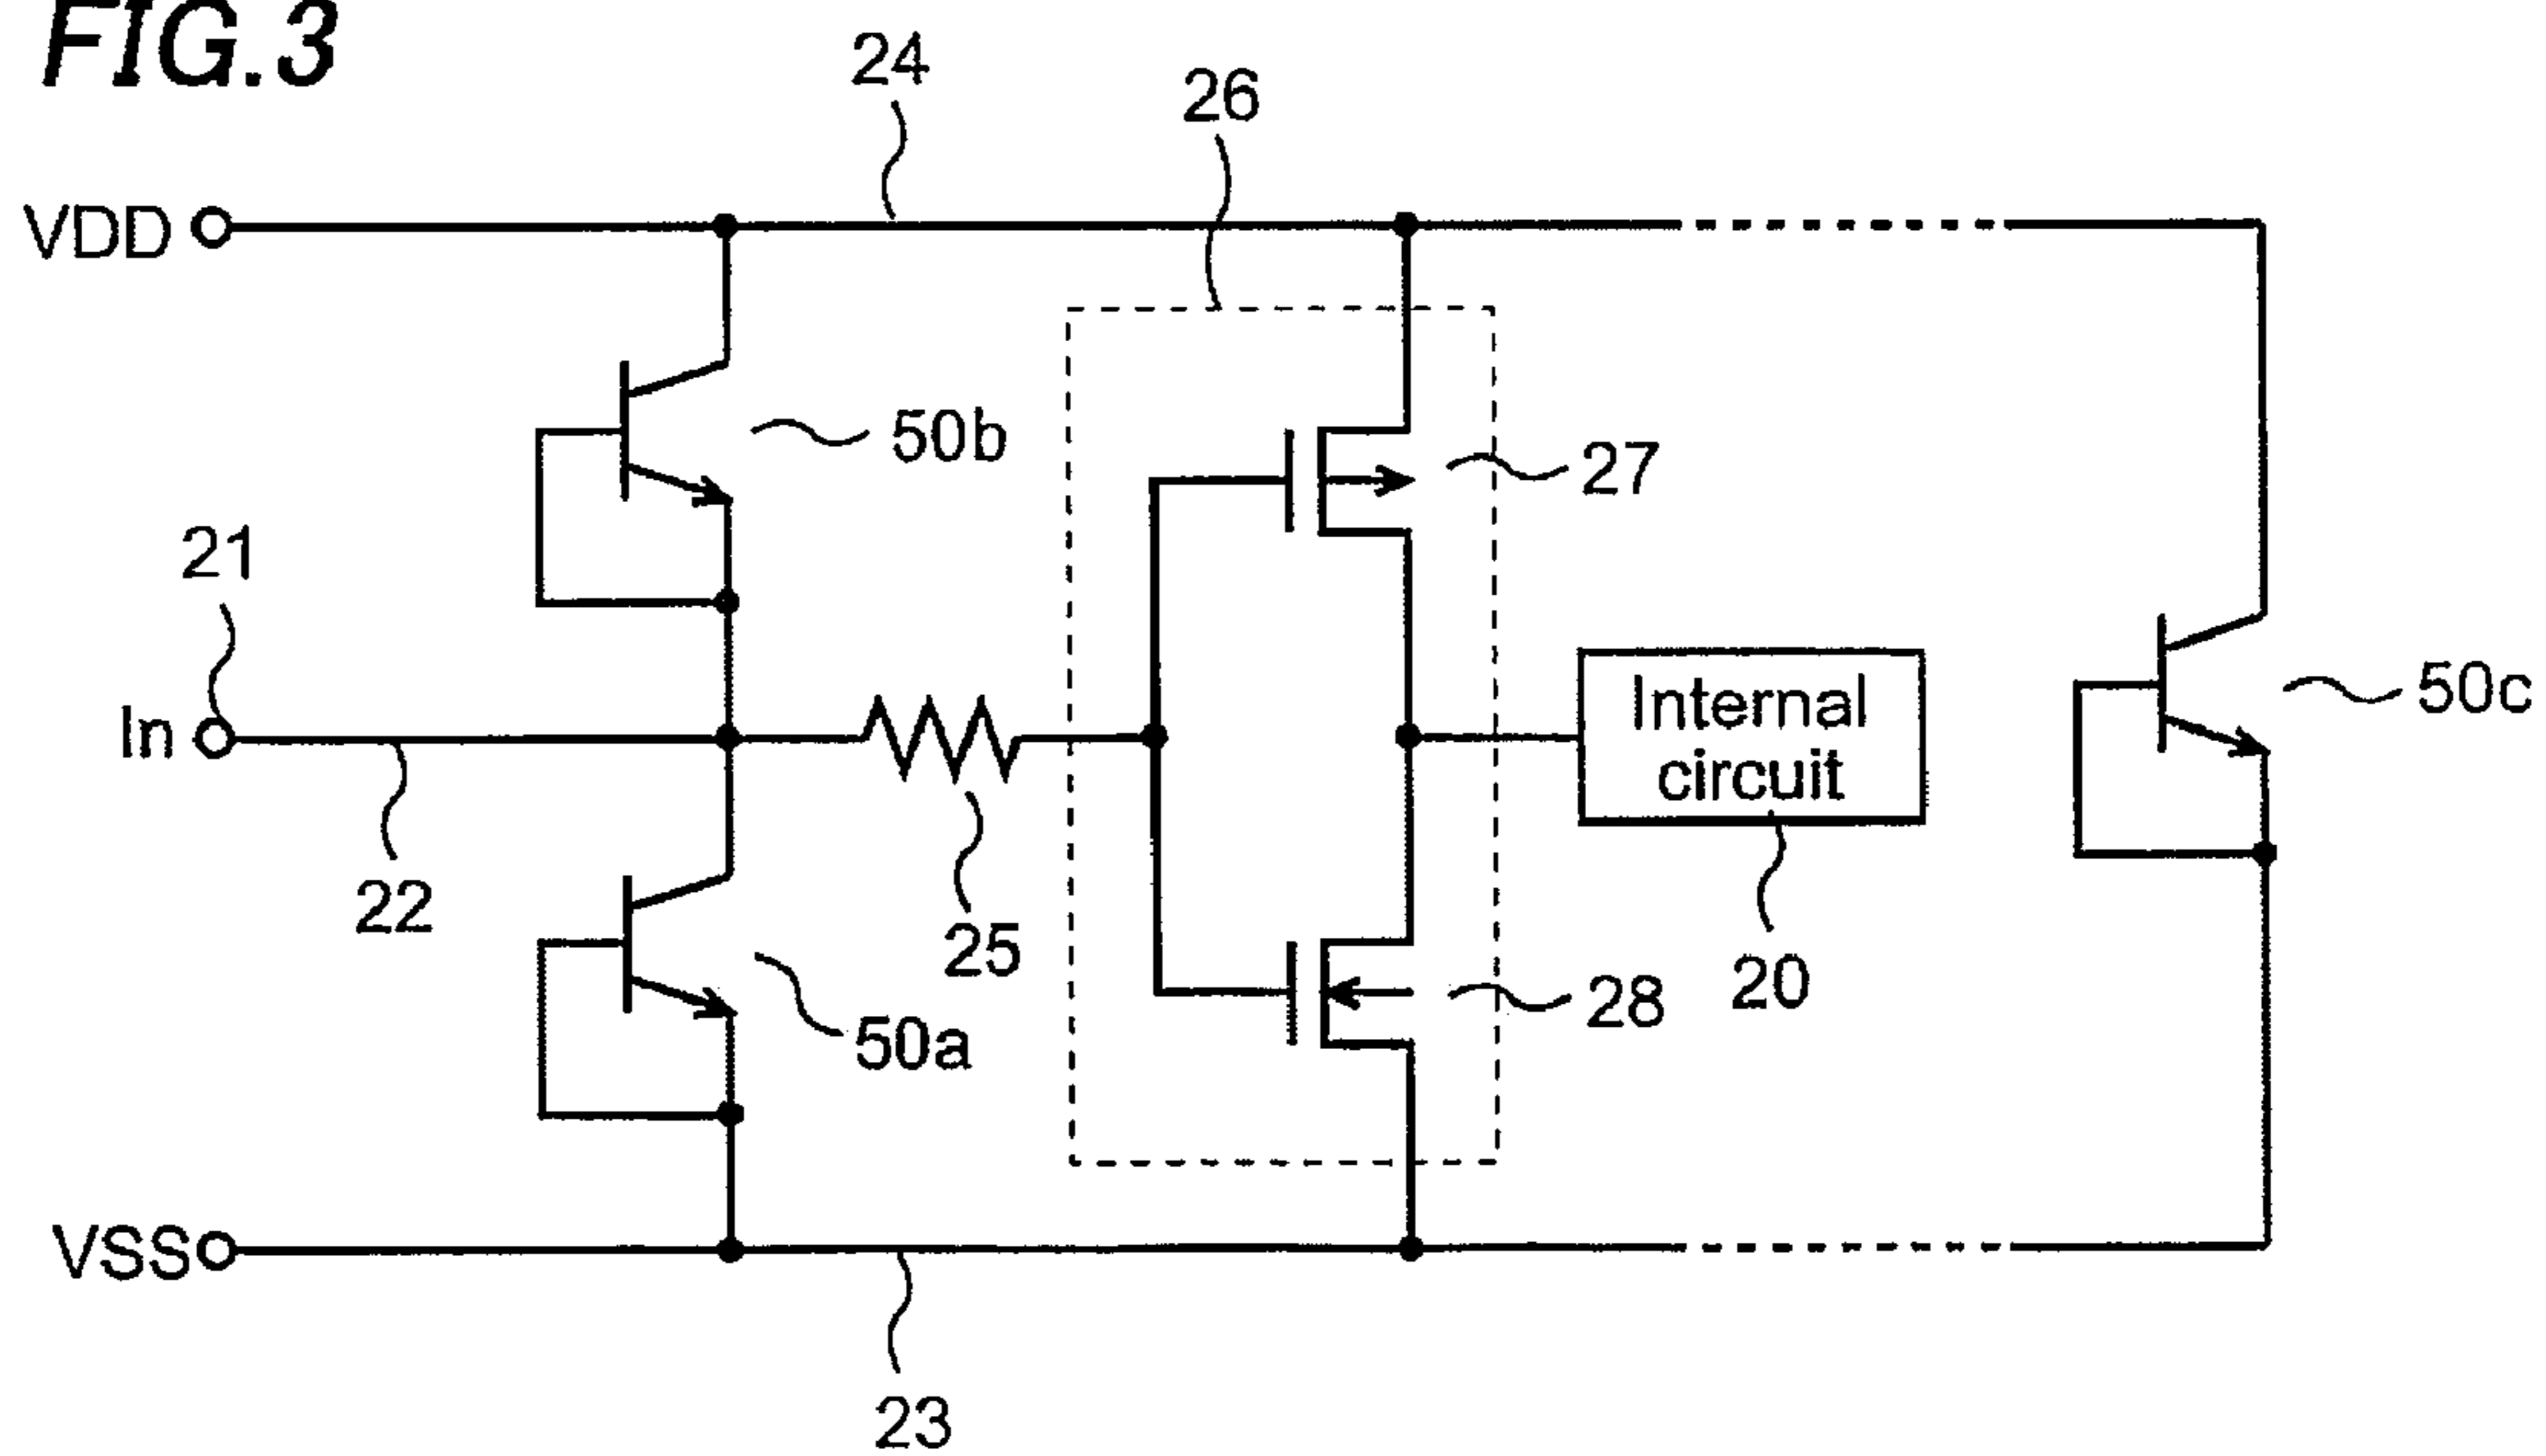 FIG.3
24
26
VDD
50b
27
21
In
22
25
Internal
circuit
50c
50a
28
20
VSS
23